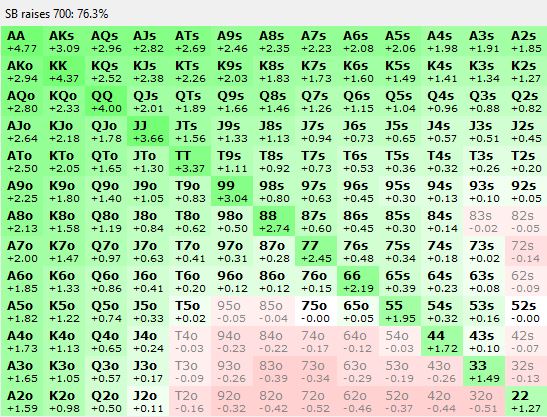 SB raises 700: 76.3%
AA AKs AQs AJs ATs A9s A8s A7s A6s A5s A4s A3s A2s
+4.77 +3.09 +2.96 +2.82 +2.69 +2.46 +2.35 +2.23 +2.08 +2.06 +1.98 +1.91 +1.85
AKo KK KQs KJs KTs K9s K8s K7s K6s K5s K4s K3s K2s
+2.94 +4.37 +2.52 +2.38 +2.26 +2.03 +1.83 +1.73 +1.60 +1.49 +1.41 +1.34 +1.27
AQo KQo QQ QJs QTs Q9s Q8s Q7s Q6s Q5s Q4s Q3s Q2s
+2.80 +2.33 +4.00 +2.01 +1.89 +1.66 +1.46 +1.26 +1.15 +1.04 +0.96 +0.88 +0.82
AJo KJo QJo JJ JTs J9s J8s J7s J6s J5s J4s J3s J2s
+2.64 +2.18 +1.78 +3.66 +1.56 +1.33 +1.13 +0.94 +0.73 +0.65 +0.57 +0.51 +0.45
ATo KTo QTo JTo TT T9s T8s T7s T6s T5s T4s T3s T2s
+2.50 +2.05 +1.65 +1.30 +3.37 +1.11 +0.92 +0.73 +0.53 +0.36 +0.32 +0.26 +0.20
A9o K9o Q9o J9o T9o 99 98s 97s 96s 95s 94s 93s 92s
+2.25 +1.80 +1.40 +1.05 +0.83 +3.04 +0.80 +0.63 +0.45 +0.30 +0.13 +0.10 +0.05
A8o K8o Q8o J8o T8o 98o 88 87s 86s 85s 84s 83s 82s
+2.13 +1.58 +1.19 +0.84 +0.62 +0.50 +2.74 +0.60 +0.45 +0.30 +0.14 -0.02 -0.05
A7o K7o Q7o J7o T7o 97o 87o 77 76s 75s 74s 73s 72s
+2.00 +1.47 +0.97 +0.63 +0.41 +0.31 +0.28 +2.45 +0.48 +0.34 +0.18 +0.02 -0.14
A6o K6o Q6o J6o T6o 96o 86o 76o 66 65s 64s 63s 62s
+1.85 +1.33 +0.86 +0.41 +0.20 +0.12 +0.12 +0.15 +2.19 +0.39 +0.23 +0.08 -0.09
A5o K5o Q5o J5o T5o 95o 85o 75o 65o 55 54s 53s 52s
+1.82 +1.22 +0.74 +0.33 +0.02 -0.05 -0.04 -0.00 +0.05 +1.95 +0.32 +0.16 -0.00
A4o K4o Q4o J4o T4o 94o 84o 74o 64o 54o 44 43s 42s
+1.73 +1.13 +0.65 +0.24 -0.03 -0.23 -0.22 -0.17 -0.12 -0.03 +1.72 +0.10 -0.07
A3o K3o Q3o J3o T3o 93o 83o 73o 63o 53o 43o 33 32s
+1.65 +1.05 +0.57 +0.17 -0.09 -0.26 -0.39 -0.34 -0.29 -0.19 -0.26 +1.49 -0.13
A2o K2o Q2o J2o T2o 92o 82o 72o 62o 52o 42o 32o 22
+1.59 +0.98 +0.50 +0.11 -0.16 -0.32 -0.42 -0.52 -0.46 -0.37 -0.44 -0.51 +1.27